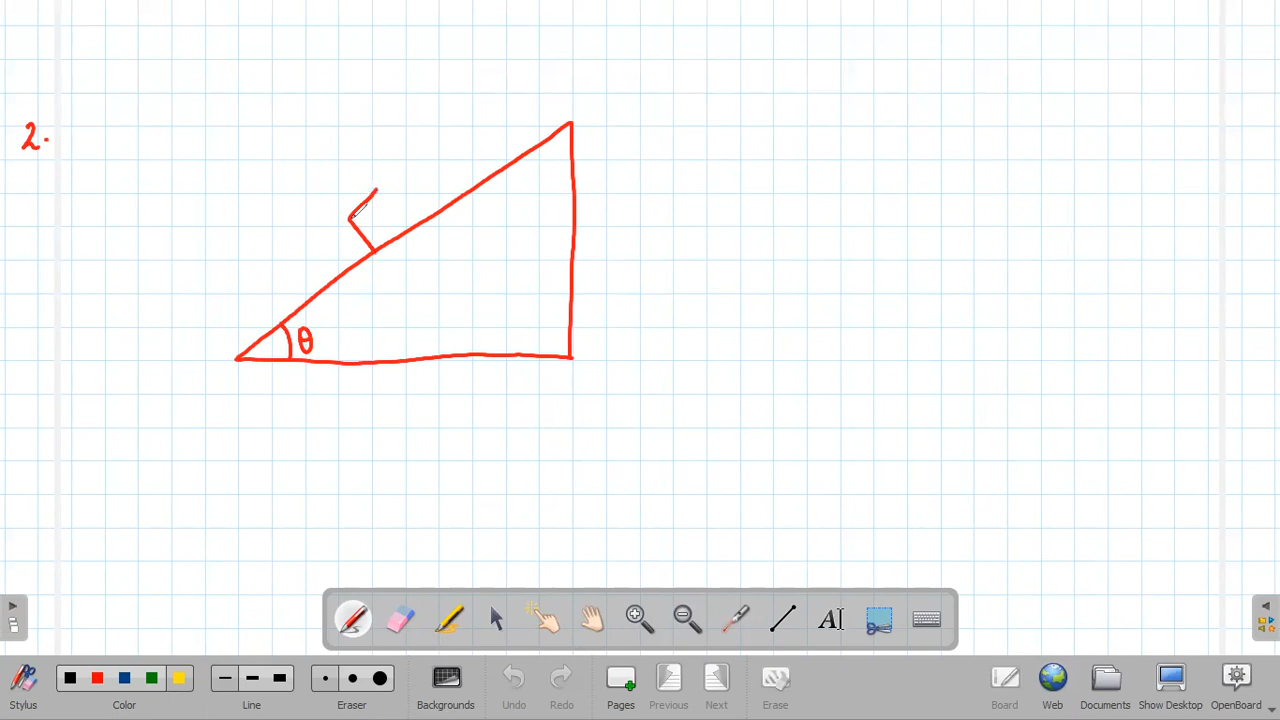 2.
θ
A
Stylus
Color
Line
Eraser
Backgrounds
Undo
Redo
Pages
Previous
Next
Erase
Board
Web
Documents
Show Desktop
OpenBoard